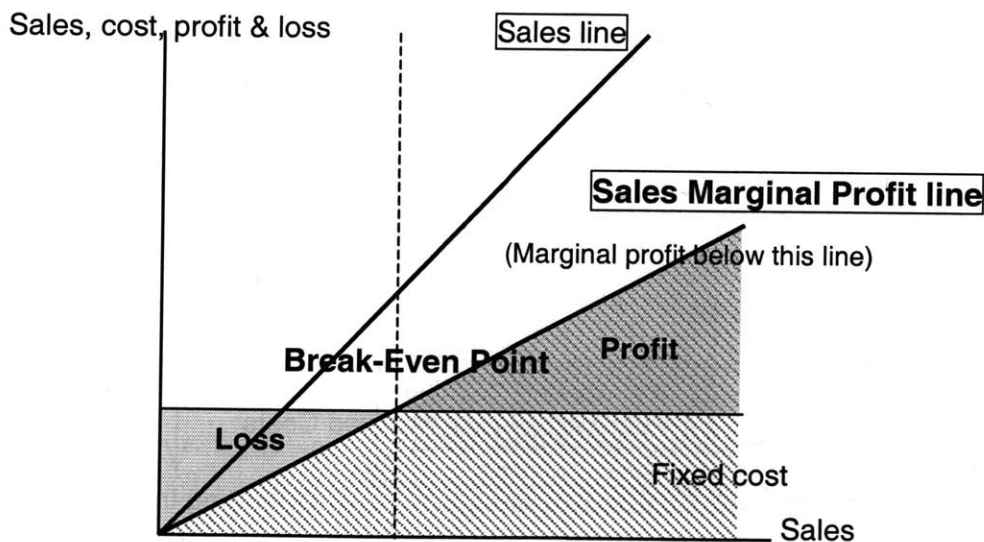 Sales, cost, profit & loss
Sales line
Sales Marginal Profit line
(Marginal profit below this line)
Break-Even Point
Profit
Loss
Fixed cost
Sales